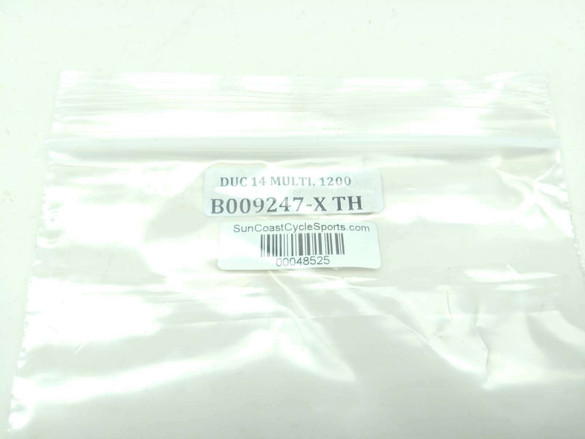 DUC 14 MULTI, 1200
B009247-X TH
SunCoastCycleSports.com
00048525